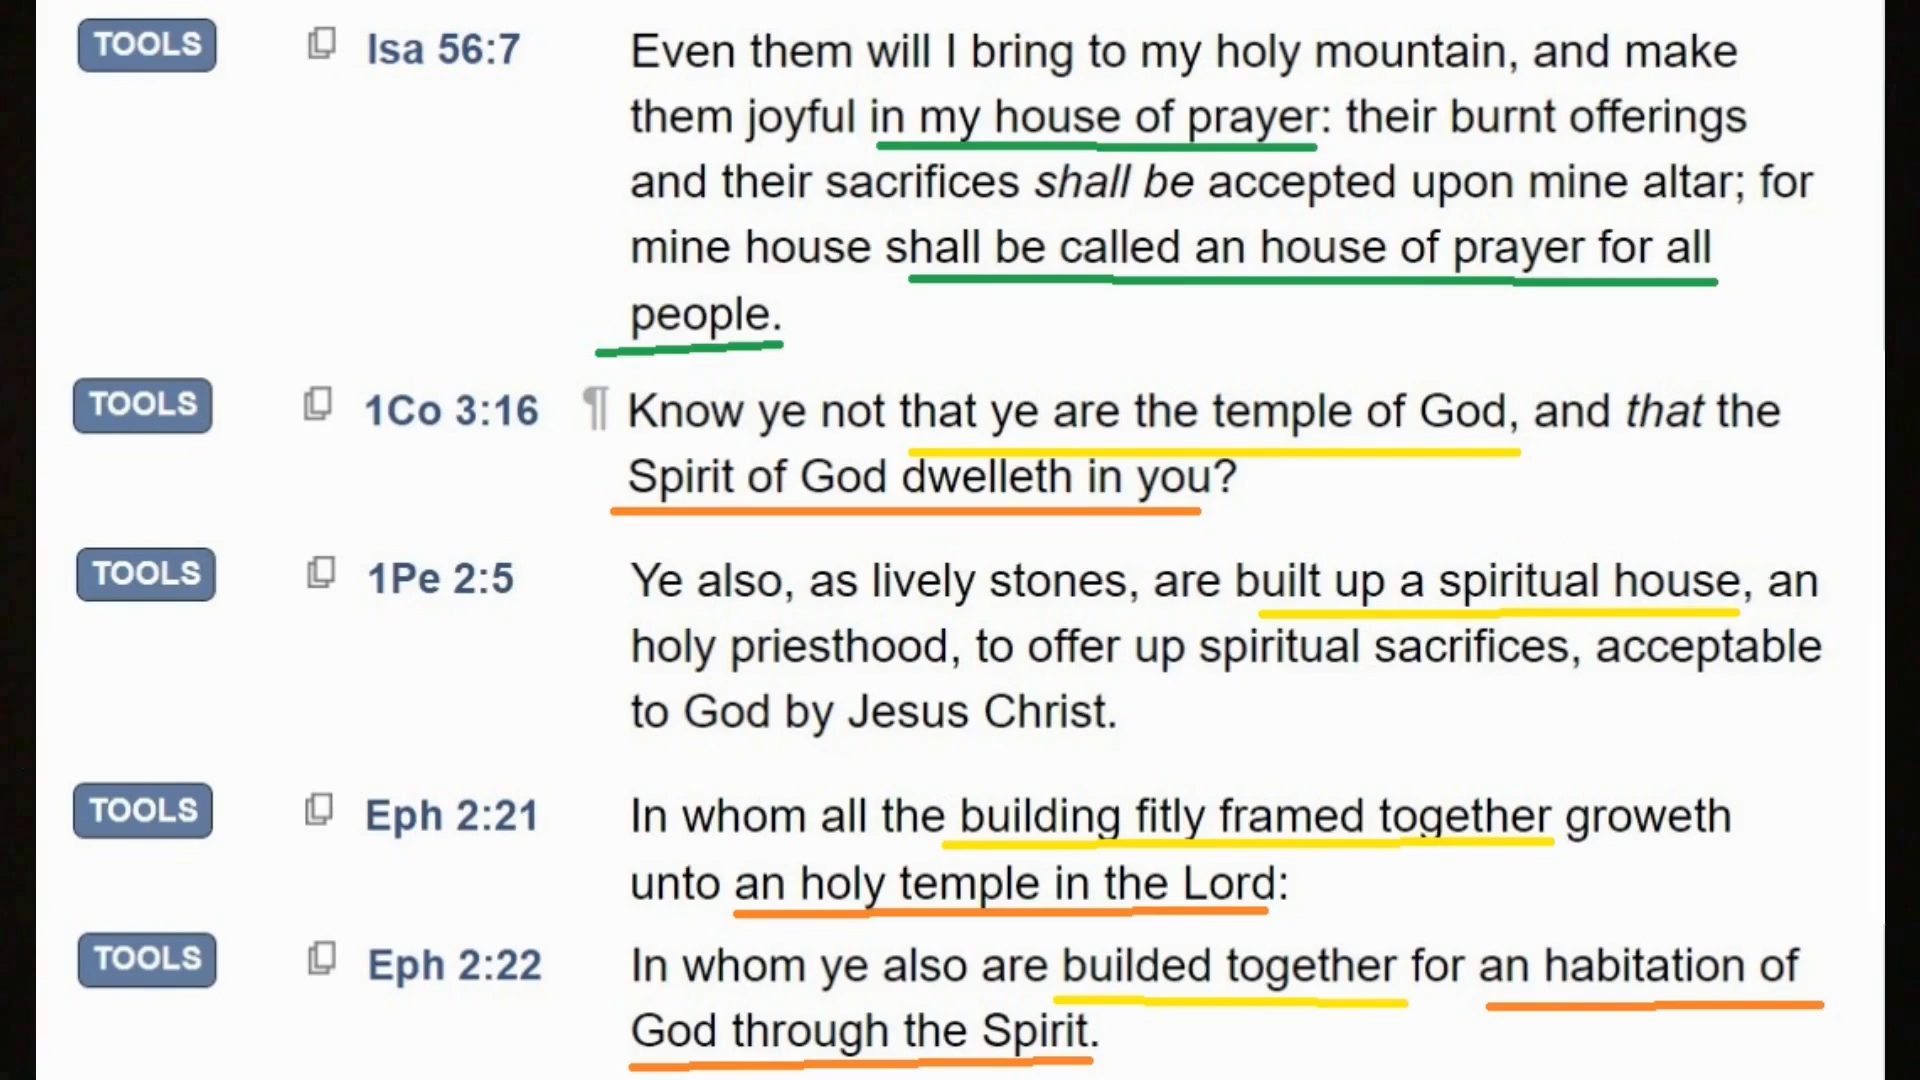 TOOLS Isa 56:7 Even them will I bring to my holy mountain, and make
them joyful in my house of prayer: their burnt offerings
and their sacrifices shall be accepted upon mine altar; for
mine house shall be called an house of prayer for all
people.
TOOLS 1Co 3:16 ¶ Know ye not that ye are the temple of God, and that the
Spirit of God dwelleth in you?
TOOLS 1Pe 2:5 Ye also, as lively stones, are built up a spiritual house, an
holy priesthood, to offer up spiritual sacrifices, acceptable
to God by Jesus Christ.
TOOLS Eph 2:21 In whom all the building fitly framed together groweth
unto an holy temple in the Lord:
TOOLS Eph 2:22 In whom ye also are builded together for an habitation of
God through the Spirit.